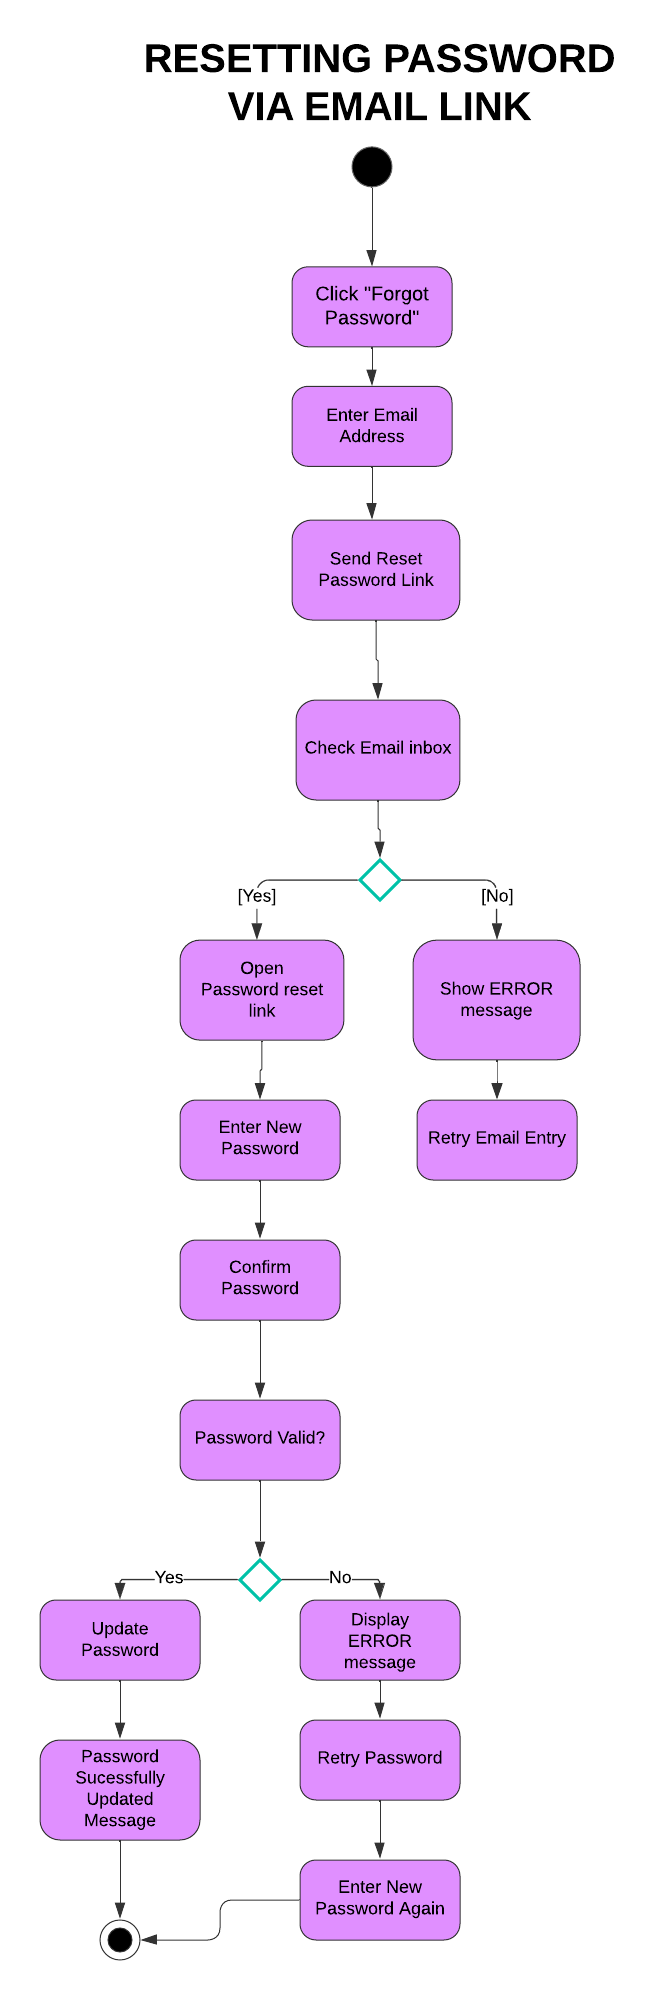 RESETTING PASSWORD
VIA EMAIL LINK
Click "Forgot
Password"
Enter Email
Address
Send Reset
Password Link
Check Email inbox
[Yes]
[No]
Open
Password reset
link
Show ERROR
message
Enter New
Password
Retry Email Entry
Confirm
Password
Password Valid?
Yes
No
Update
Password
Display
ERROR
message
Password
Sucessfully
Updated
Message
Retry Password
Enter New
Password Again